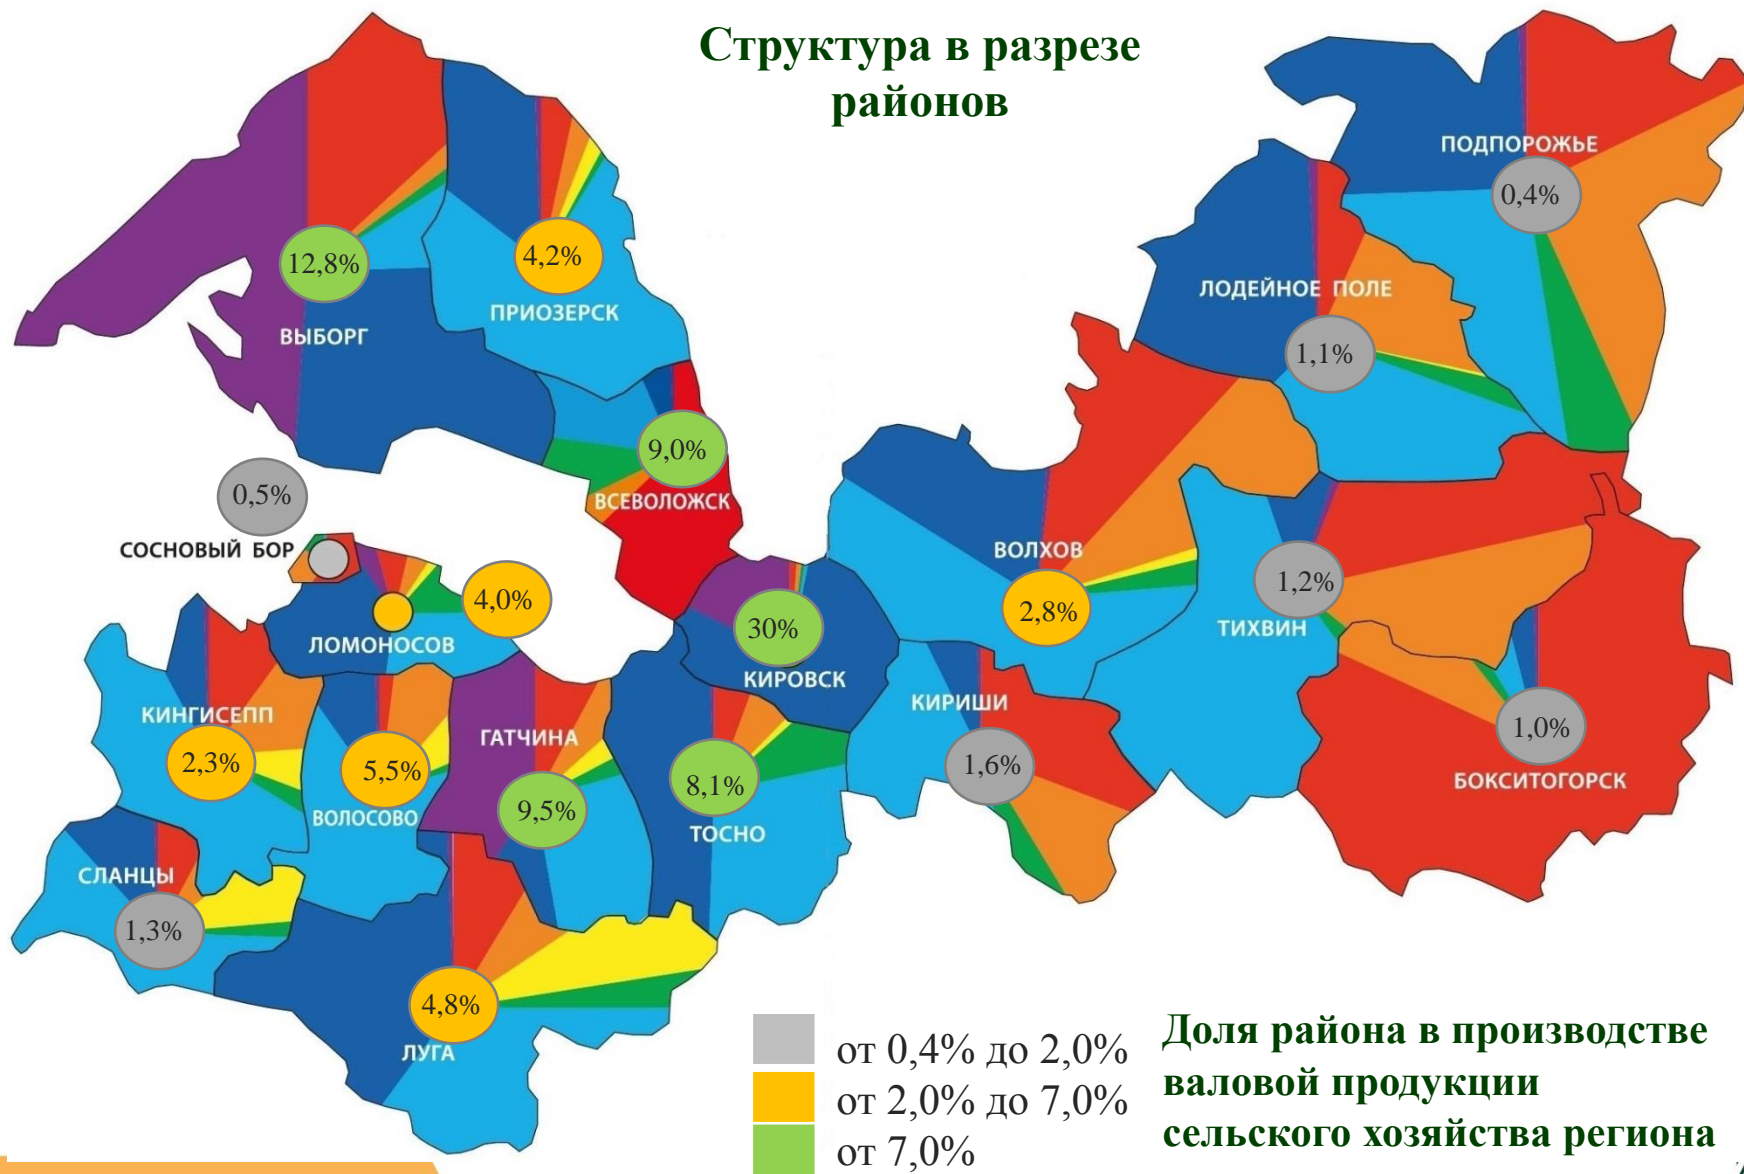 Структура в разрезе
районов
ПОДПОРОЖЬЕ
0,4%
12,8%
4,2%
ЛОДЕЙНОЕ ПОЛЕ
ПРИОЗЕРСК
ВЫБОРГ
1,1%
9,0%
0,5%
ВСЕВОЛОЖСК
СОСНОВЫЙ БОР
ВОЛХОВ
4,0%
1,2%
2,8%
30%
ТИХВИН
ЛОМОНОСОВ
КИРОВСК
КИРИШИ
КИНГИСЕПП
ГАТЧИНА
1,0%
2,3%
5,5%
1,6%
8,1%
БОКСИТОГОРСК
9,5%
ВОЛОСОВО
ТОСНО
СЛАНЦЫ
1,3%
4,8%
ЛУГА
от 0,4% до 2,0%
от 2,0% до 7,0%
от 7,0%
Доля района в производстве
валовой продукции
сельского хозяйства региона